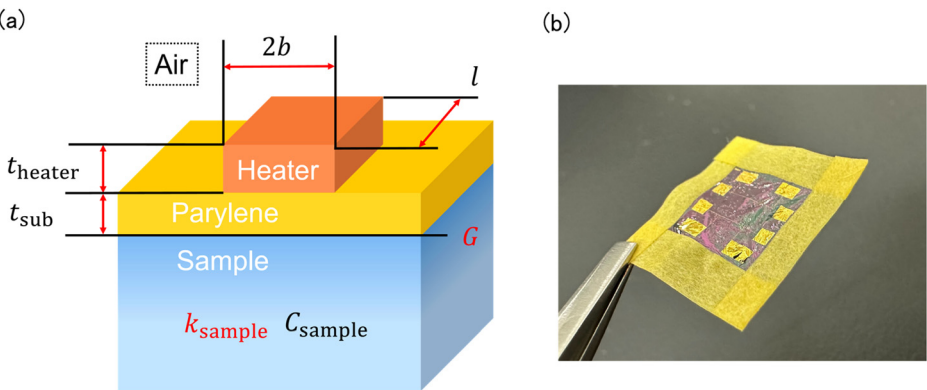 (a)
Air
2b
l
t_heater
Heater
t_sub
Parylene
G
Sample
k_sample C_sample
(b)